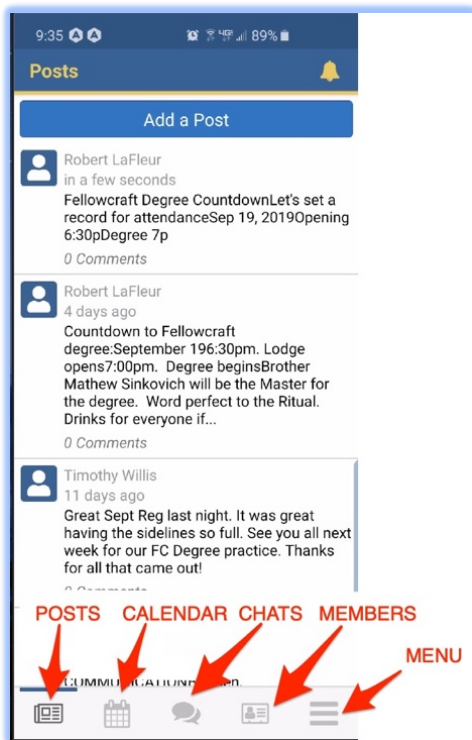 9:35 89%
Posts
Add a Post
Robert LaFleur
in a few seconds
Fellowcraft Degree CountdownLet's set a
record for attendanceSep 19, 2019Opening
6:30pDegree 7p
0 Comments
Robert LaFleur
4 days ago
Countdown to Fellowcraft
degree:September 196:30pm. Lodge
opens7:00pm. Degree beginsBrother
Mathew Sinkovich will be the Master for
the degree. Word perfect to the Ritual.
Drinks for everyone if...
0 Comments
Timothy Willis
11 days ago
Great Sept Reg last night. It was great
having the sidelines so full. See you all next
week for our FC Degree practice. Thanks
for all that came out!
0 Comments
POSTS CALENDAR CHATS MEMBERS
MENU